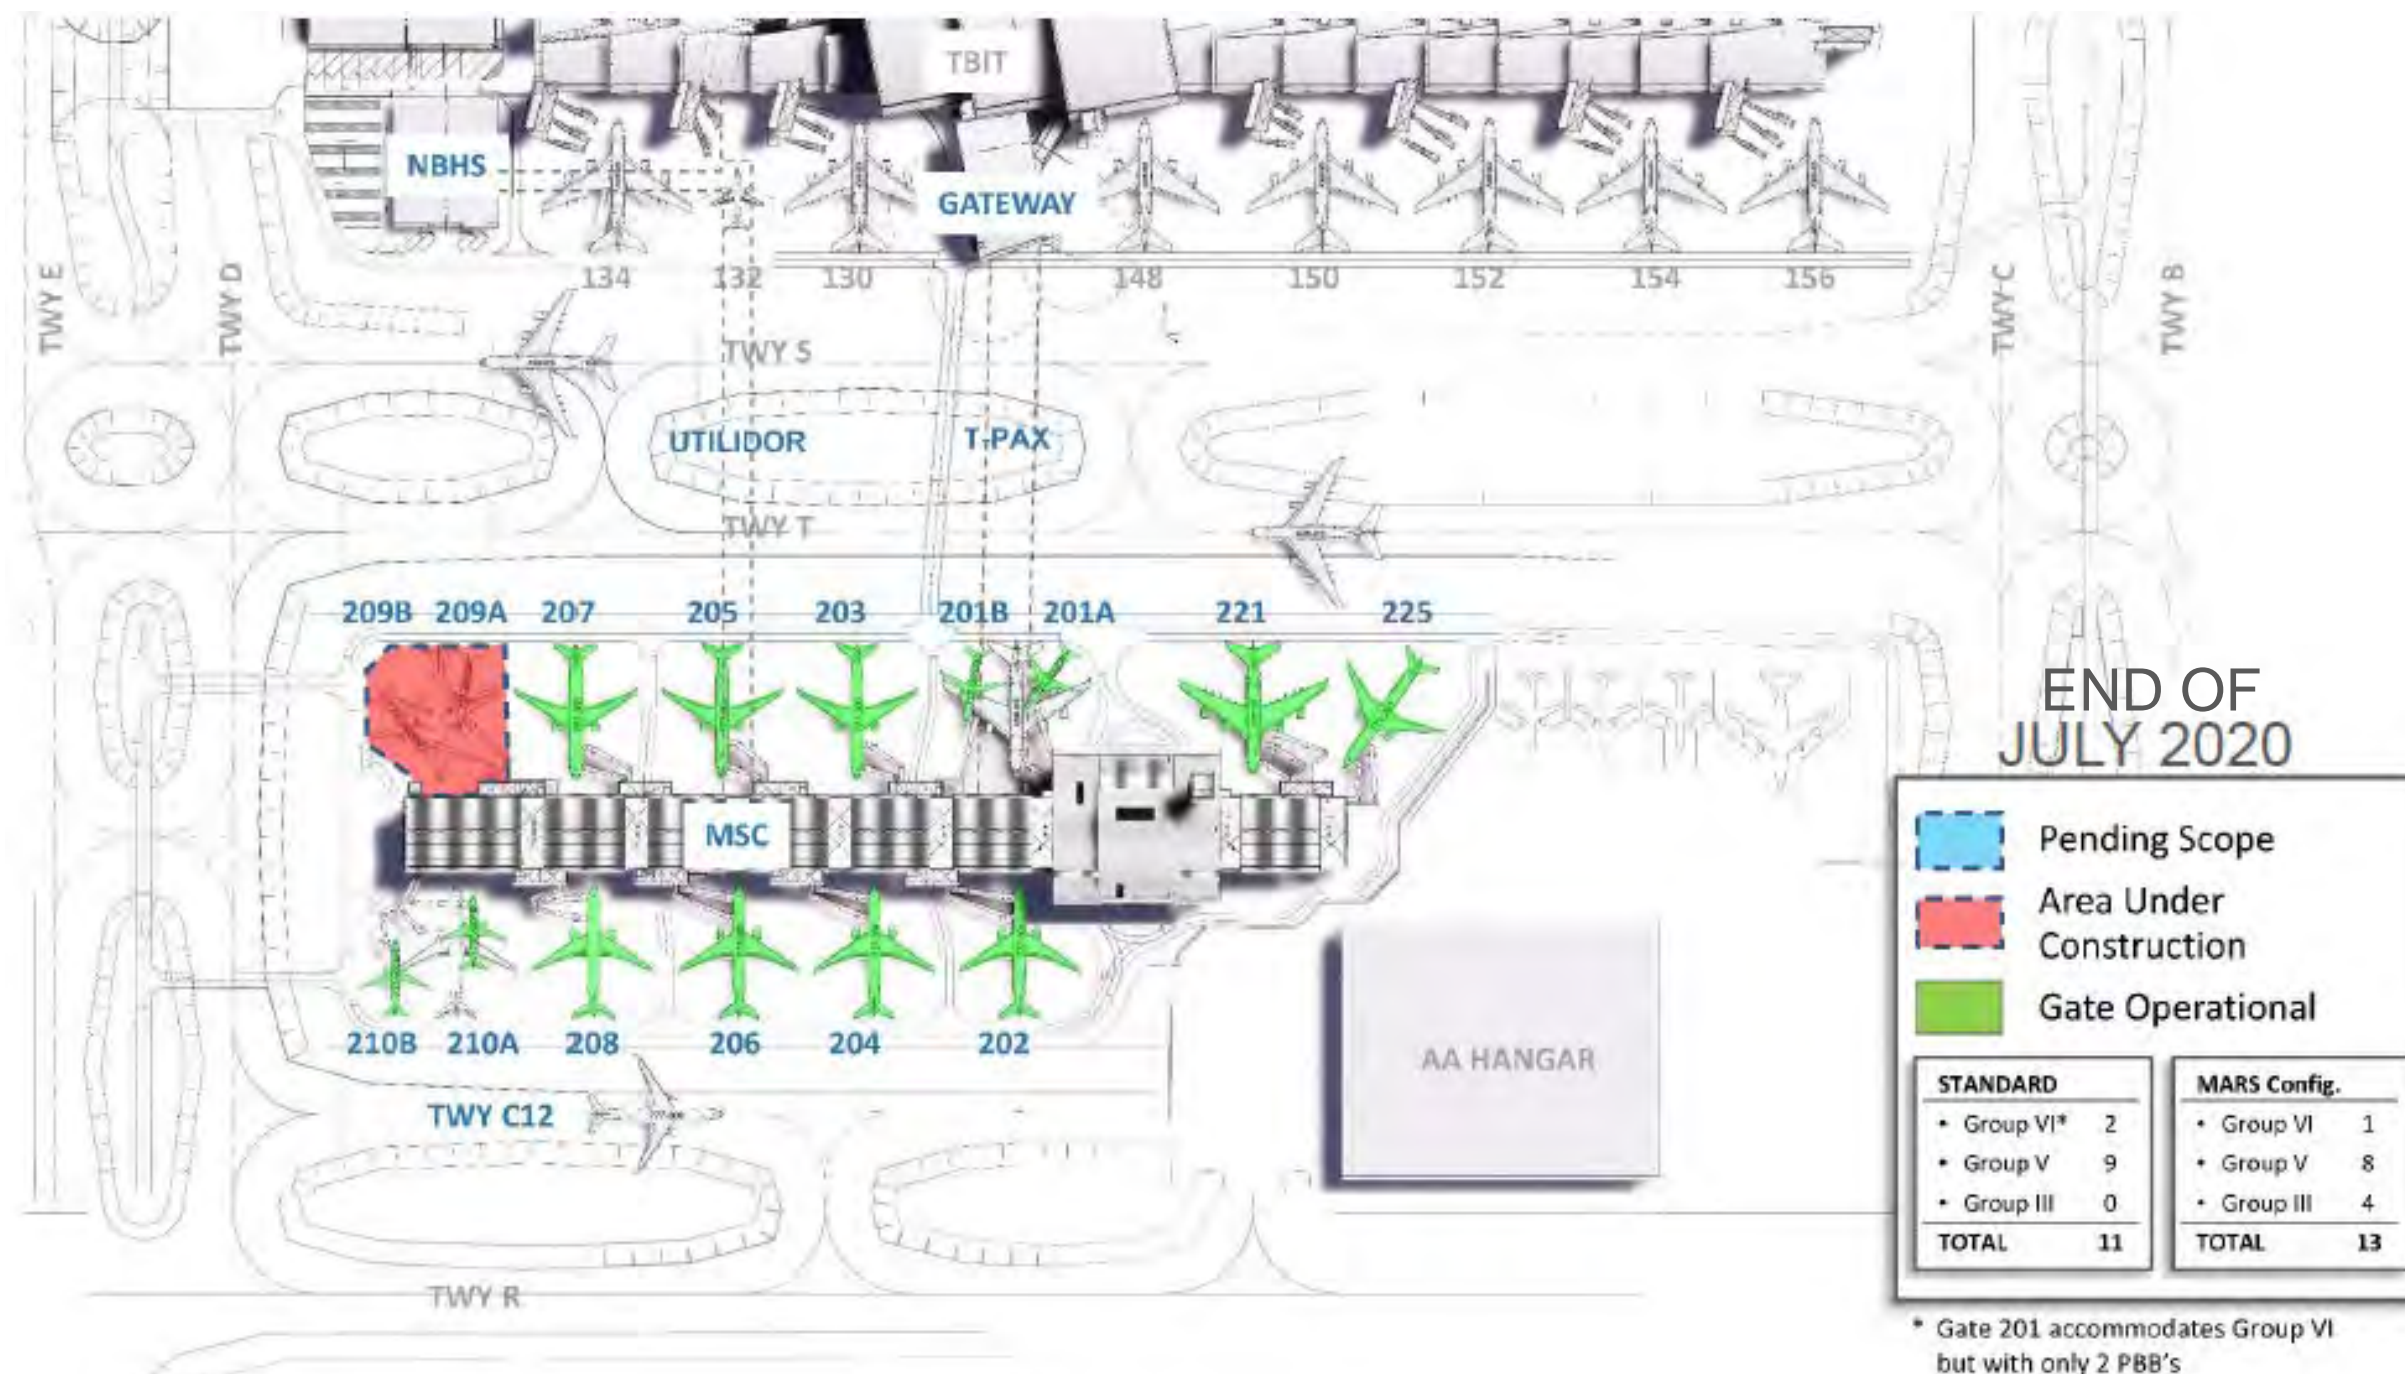 TBIT
NBHS
GATEWAY
134 132 130 148 150 152 154 156
TWY E
TWY D
TWY C
TWY B
TWY S
UTILIDOR T-PAX
TWY T
209B 209A 207 205 203 201B 201A 221 225
MSC
210B 210A 208 206 204 202
AA HANGAR
TWY C12
TWY R
END OF
JULY 2020
Pending Scope
Area Under
Construction
Gate Operational
STANDARD
• Group VI* 2
• Group V 9
• Group III 0
TOTAL 11
MARS Config.
• Group VI 1
• Group V 8
• Group III 4
TOTAL 13
* Gate 201 accommodates Group VI
but with only 2 PBB's